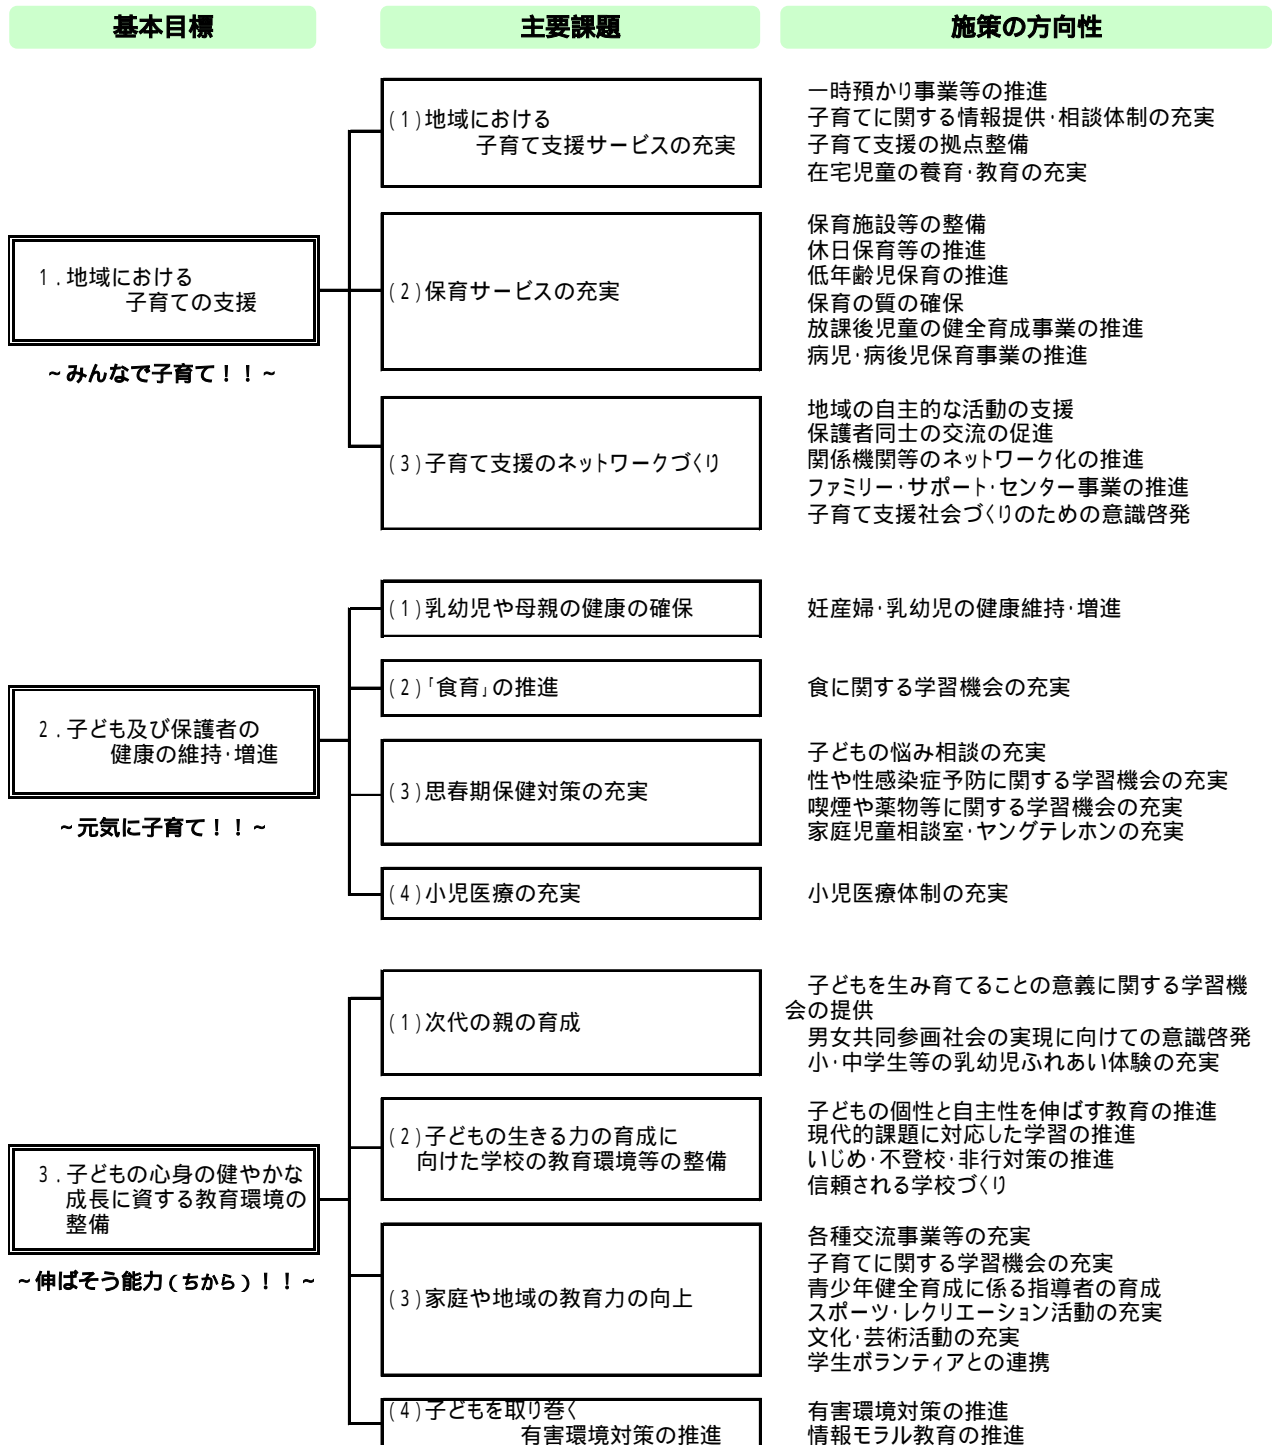 基本目標
主要課題
施策の方向性
1.地域における
子育ての支援
~みんなで子育て!!~
(1)地域における
子育て支援サービスの充実
一時預かり事業等の推進
子育てに関する情報提供・相談体制の充実
子育て支援の拠点整備
在宅児童の養育・教育の充実
(2)保育サービスの充実
保育施設等の整備
休日保育等の推進
低年齢児保育の推進
保育の質の確保
放課後児童の健全育成事業の推進
病児・病後児保育事業の推進
(3)子育て支援のネットワークづくり
地域の自主的な活動の支援
保護者同士の交流の促進
関係機関等のネットワーク化の推進
ファミリー・サポート・センター事業の推進
子育て支援社会づくりのための意識啓発
2.子ども及び保護者の
健康の維持・増進
~元気に子育て!!~
(1)乳幼児や母親の健康の確保
妊産婦・乳幼児の健康維持・増進
(2)「食育」の推進
食に関する学習機会の充実
(3)思春期保健対策の充実
子どもの悩み相談の充実
性や性感染症予防に関する学習機会の充実
喫煙や薬物等に関する学習機会の充実
家庭児童相談室・ヤングテレホンの充実
(4)小児医療の充実
小児医療体制の充実
3.子どもの心身の健やかな
成長に資する教育環境の
整備
~伸ばそう能力(ちから)!!~
(1)次代の親の育成
子どもを生み育てることの意義に関する学習機
会の提供
男女共同参画社会の実現に向けての意識啓発
小・中学生等の乳幼児ふれあい体験の充実
(2)子どもの生きる力の育成に
向けた学校の教育環境等の整備
子どもの個性と自主性を伸ばす教育の推進
現代的課題に対応した学習の推進
いじめ・不登校・非行対策の推進
信頼される学校づくり
(3)家庭や地域の教育力の向上
各種交流事業等の充実
子育てに関する学習機会の充実
青少年健全育成に係る指導者の育成
スポーツ・レクリエーション活動の充実
文化・芸術活動の充実
学生ボランティアとの連携
(4)子どもを取り巻く
有害環境対策の推進
有害環境対策の推進
情報モラル教育の推進